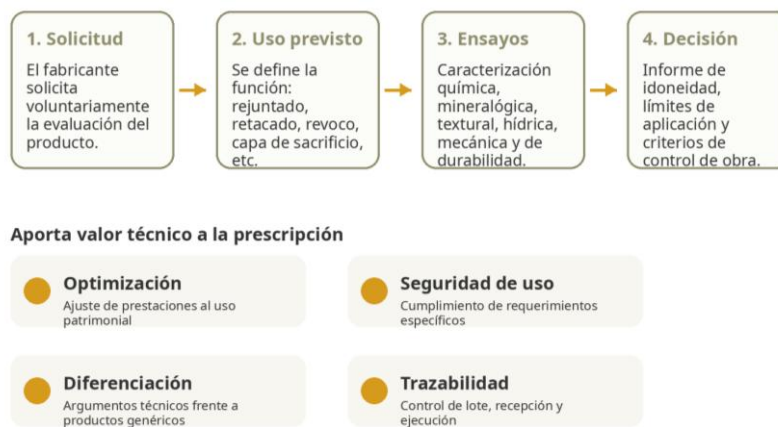 1. Solicitud
El fabricante
solicita
voluntariamente
la evaluación del
producto.
2. Uso previsto
Se define la
función:
rejuntado,
retacado, revoco,
capa de sacrificio,
etc.
3. Ensayos
Caracterización
química,
mineralógica,
textural, hídrica,
mecánica y de
durabilidad.
4. Decisión
Informe de
idoneidad,
límites de
aplicación y
criterios de
control de obra.
Aporta valor técnico a la prescripción
Optimización
Ajuste de prestaciones al uso
patrimonial
Seguridad de uso
Cumplimiento de requerimientos
específicos
Diferenciación
Argumentos técnicos frente a
productos genéricos
Trazabilidad
Control de lote, recepción y
ejecución